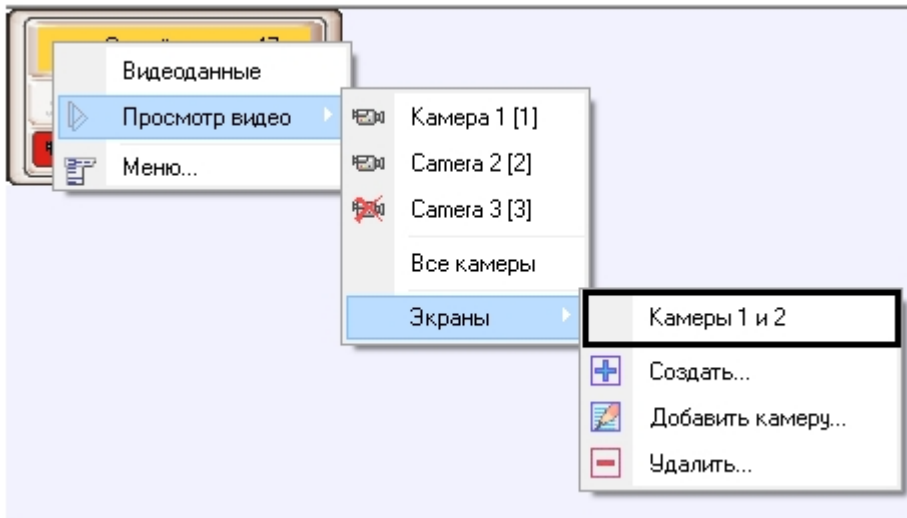 Видеоданные
Просмотр видео
Меню...
Камера 1 [1]
Camera 2 [2]
Camera 3 [3]
Все камеры
Экраны
Камеры 1 и 2
Создать...
Добавить камеру...
Удалить...